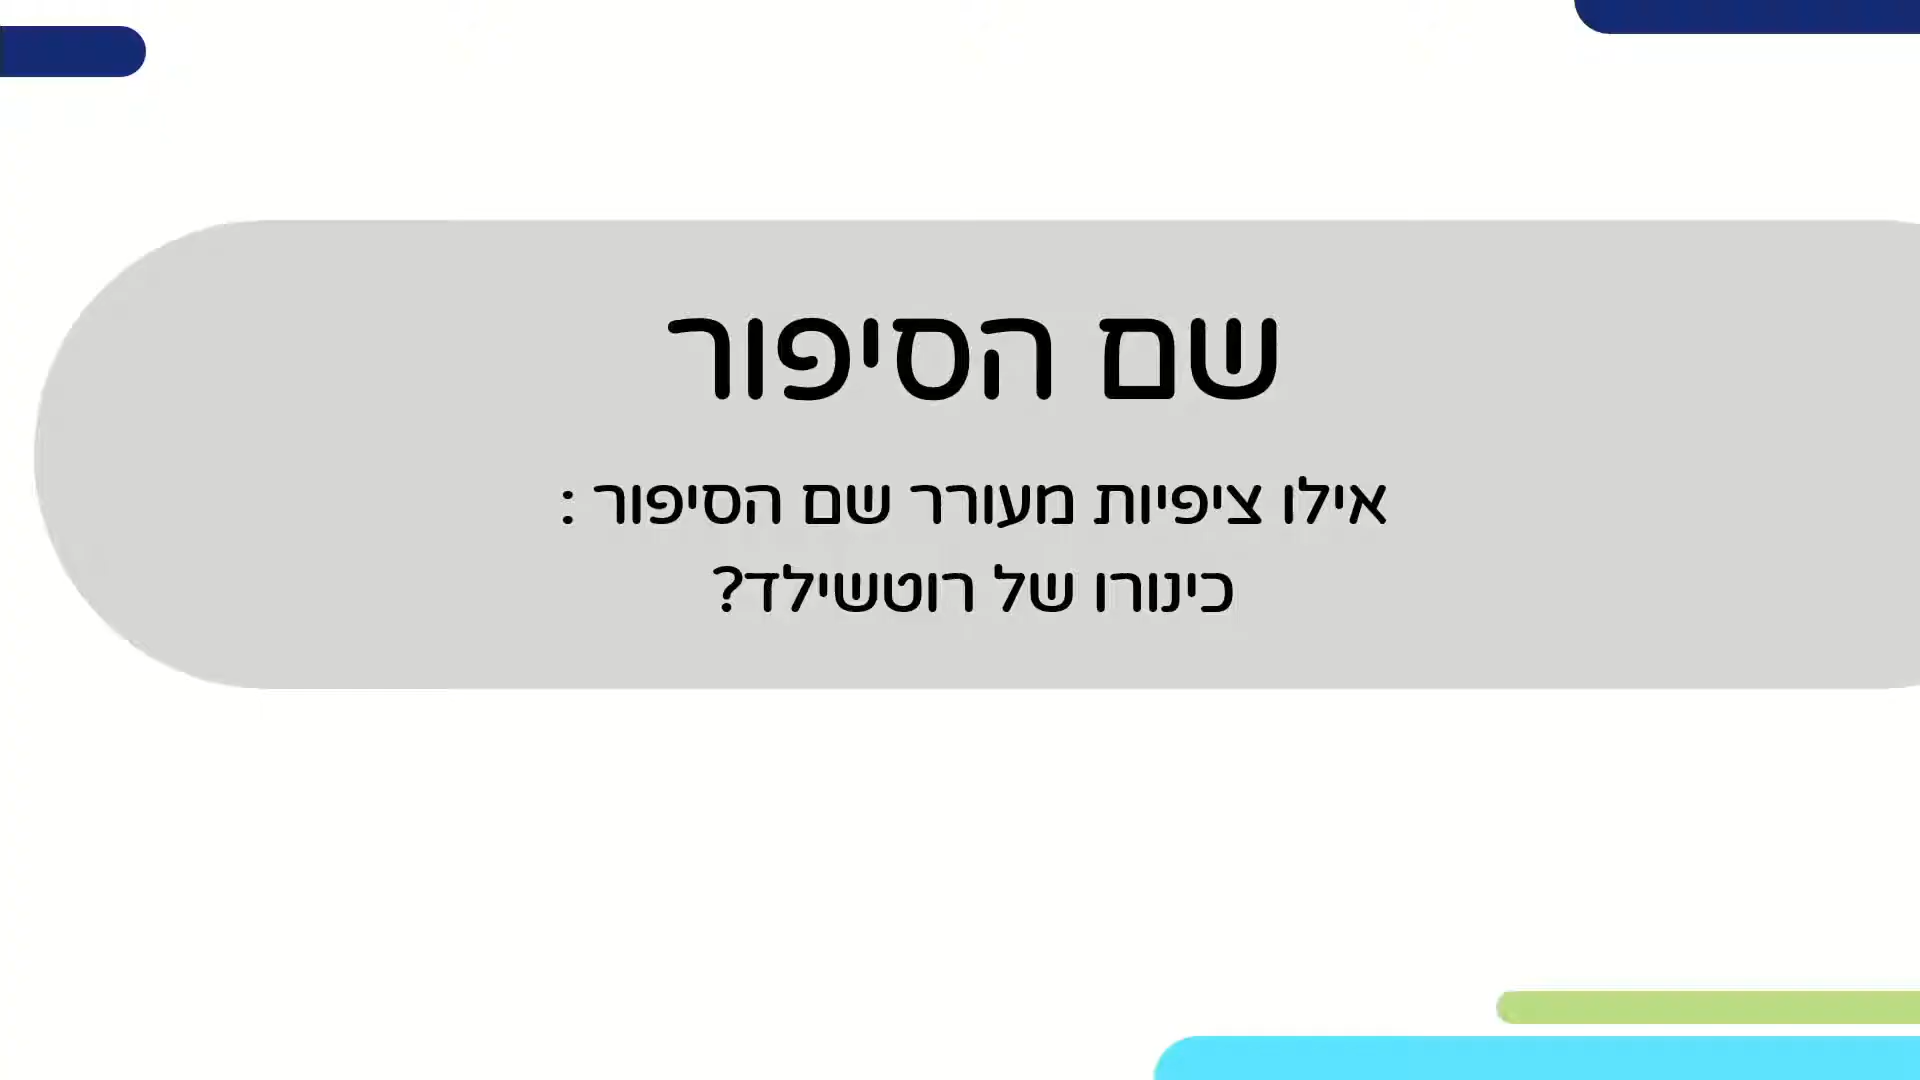 שם הסיפור
אילו ציפיות מעורר שם הסיפור :
כינורו של רוטשילד?